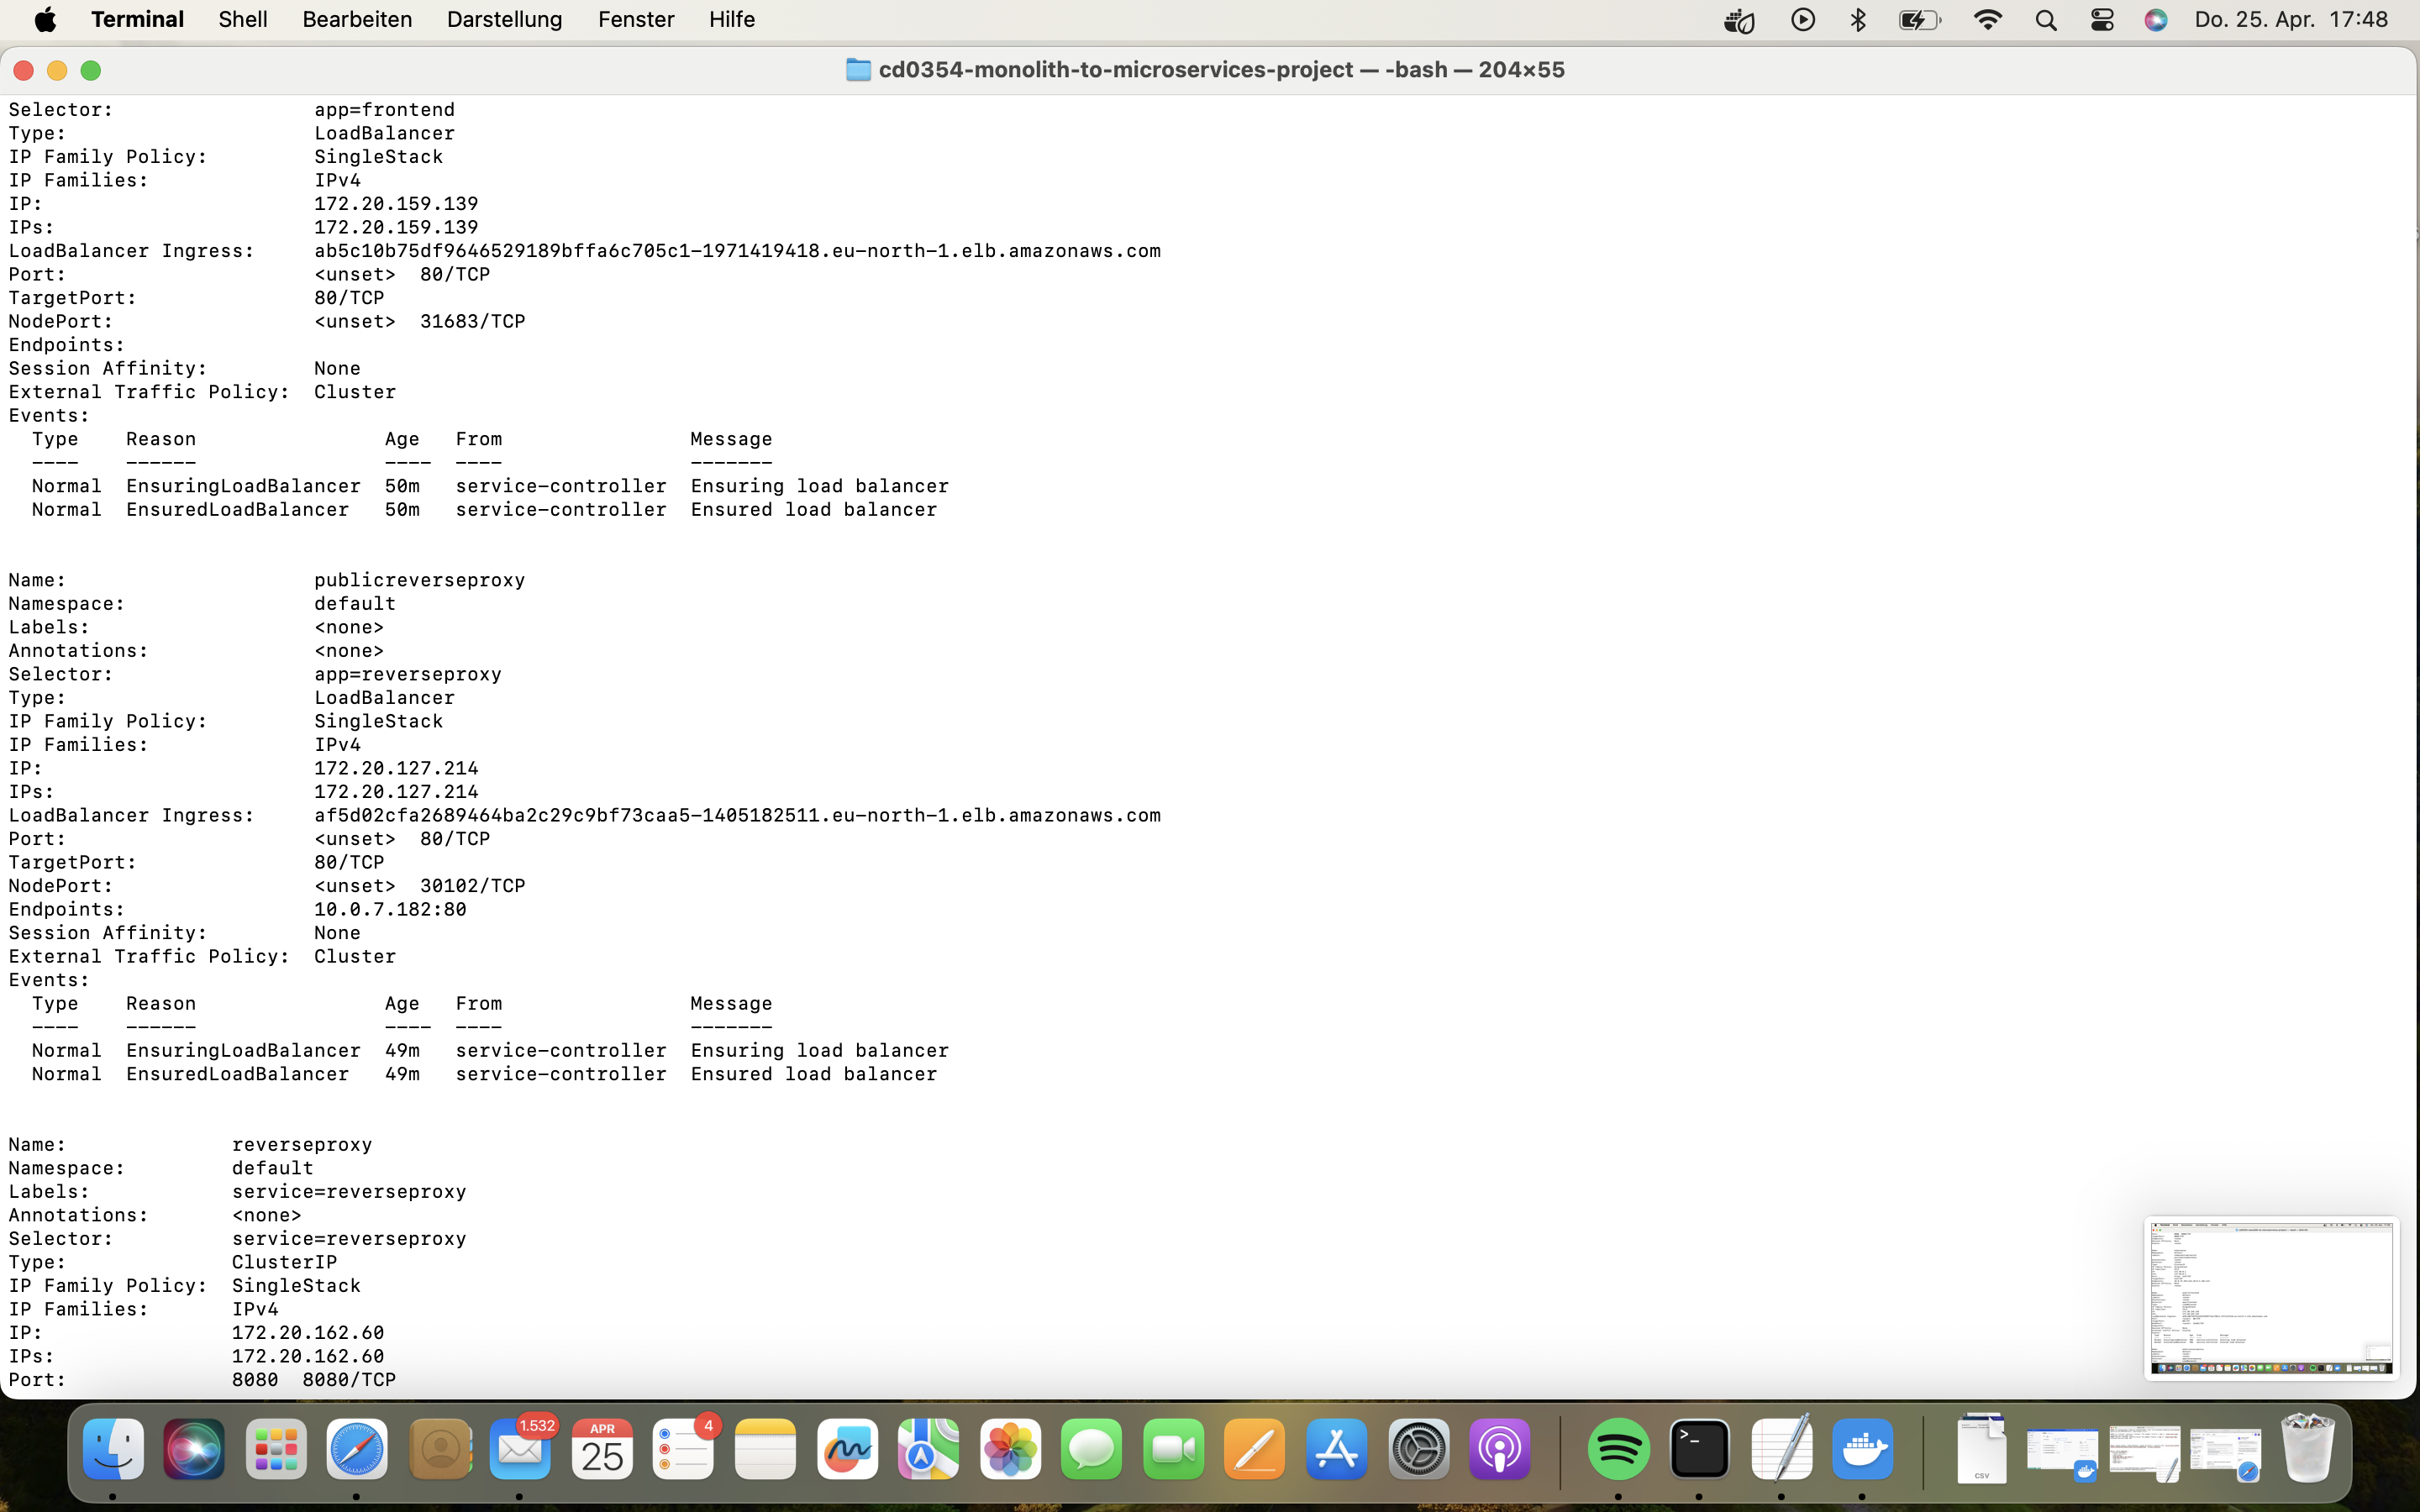 Terminal Shell Bearbeiten Darstellung Fenster Hilfe Do. 25. Apr. 17:48
cd0354-monolith-to-microservices-project — -bash — 204×55
Selector: app=frontend
Type: LoadBalancer
IP Family Policy: SingleStack
IP Families: IPv4
IP: 172.20.159.139
IPs: 172.20.159.139
LoadBalancer Ingress: ab5c10b75df9646529189bffa6c705c1-1971419418.eu-north-1.elb.amazonaws.com
Port: <unset> 80/TCP
TargetPort: 80/TCP
NodePort: <unset> 31683/TCP
Endpoints:
Session Affinity: None
External Traffic Policy: Cluster
Events:
Type Reason Age From Message
---- ------ ---- ---- -------
Normal EnsuringLoadBalancer 50m service-controller Ensuring load balancer
Normal EnsuredLoadBalancer 50m service-controller Ensured load balancer
Name: publicreverseproxy
Namespace: default
Labels: <none>
Annotations: <none>
Selector: app=reverseproxy
Type: LoadBalancer
IP Family Policy: SingleStack
IP Families: IPv4
IP: 172.20.127.214
IPs: 172.20.127.214
LoadBalancer Ingress: af5d02cfa2689464ba2c29c9bf73caa5-1405182511.eu-north-1.elb.amazonaws.com
Port: <unset> 80/TCP
TargetPort: 80/TCP
NodePort: <unset> 30102/TCP
Endpoints: 10.0.7.182:80
Session Affinity: None
External Traffic Policy: Cluster
Events:
Type Reason Age From Message
---- ------ ---- ---- -------
Normal EnsuringLoadBalancer 49m service-controller Ensuring load balancer
Normal EnsuredLoadBalancer 49m service-controller Ensured load balancer
Name: reverseproxy
Namespace: default
Labels: service=reverseproxy
Annotations: <none>
Selector: service=reverseproxy
Type: ClusterIP
IP Family Policy: SingleStack
IP Families: IPv4
IP: 172.20.162.60
IPs: 172.20.162.60
Port: 8080 8080/TCP
1.532
APR
25
4
>_
CSV